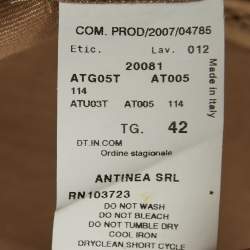 COM. PROD/2007/04785
Etic. Lav. 012
20081
ATG05T AT005
114
ATU03T AT005 114
TG. 42
DT.IN.COM
Ordine stagionale
ANTINEA SRL
RN103723
DO NOT WASH
DO NOT BLEACH
DO NOT TUMBLE DRY
COOL IRON
DRYCLEAN,SHORT CYCLE
Made in Italy